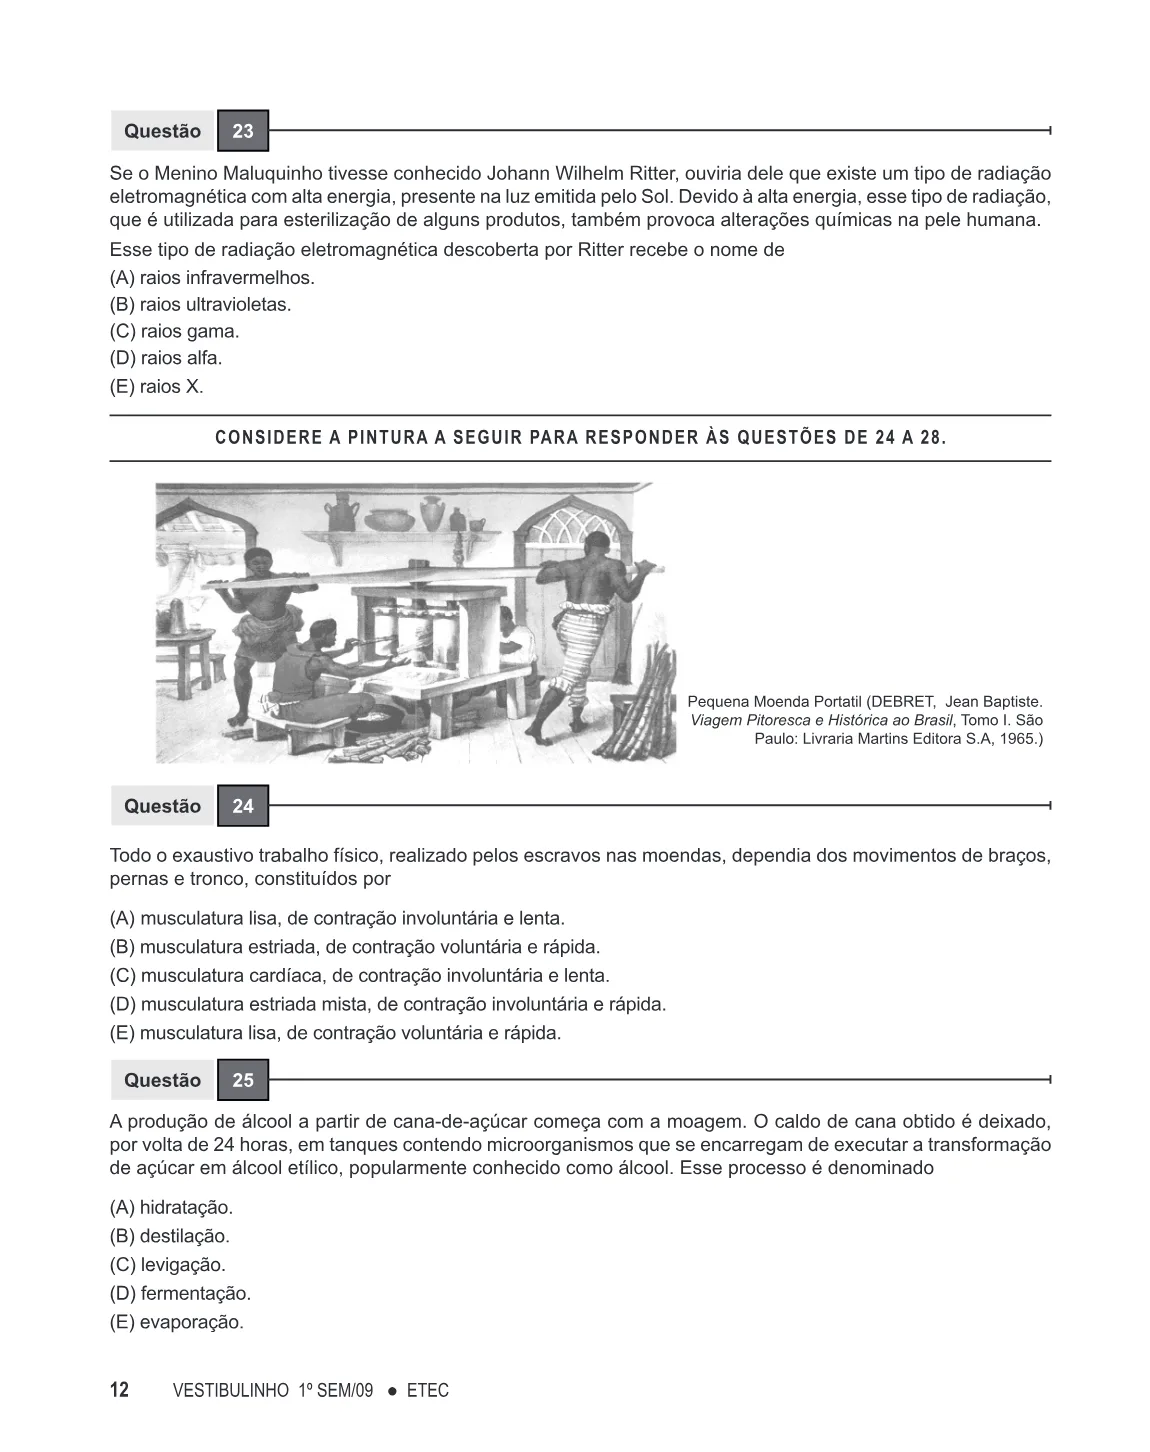 Questão 23
Se o Menino Maluquinho tivesse conhecido Johann Wilhelm Ritter, ouviria dele que existe um tipo de radiação
eletromagnética com alta energia, presente na luz emitida pelo Sol. Devido à alta energia, esse tipo de radiação,
que é utilizada para esterilização de alguns produtos, também provoca alterações químicas na pele humana.
Esse tipo de radiação eletromagnética descoberta por Ritter recebe o nome de
(A) raios infravermelhos.
(B) raios ultravioletas.
(C) raios gama.
(D) raios alfa.
(E) raios X.
CONSIDERE A PINTURA A SEGUIR PARA RESPONDER ÀS QUESTÕES DE 24 A 28.
Pequena Moenda Portatil (DEBRET, Jean Baptiste.
Viagem Pitoresca e Histórica ao Brasil, Tomo I. São
Paulo: Livraria Martins Editora S.A, 1965.)
Questão 24
Todo o exaustivo trabalho físico, realizado pelos escravos nas moendas, dependia dos movimentos de braços,
pernas e tronco, constituídos por
(A) musculatura lisa, de contração involuntária e lenta.
(B) musculatura estriada, de contração voluntária e rápida.
(C) musculatura cardíaca, de contração involuntária e lenta.
(D) musculatura estriada mista, de contração involuntária e rápida.
(E) musculatura lisa, de contração voluntária e rápida.
Questão 25
A produção de álcool a partir de cana-de-açúcar começa com a moagem. O caldo de cana obtido é deixado,
por volta de 24 horas, em tanques contendo microorganismos que se encarregam de executar a transformação
de açúcar em álcool etílico, popularmente conhecido como álcool. Esse processo é denominado
(A) hidratação.
(B) destilação.
(C) levigação.
(D) fermentação.
(E) evaporação.
12 VESTIBULINHO 1º SEM/09 ● ETEC